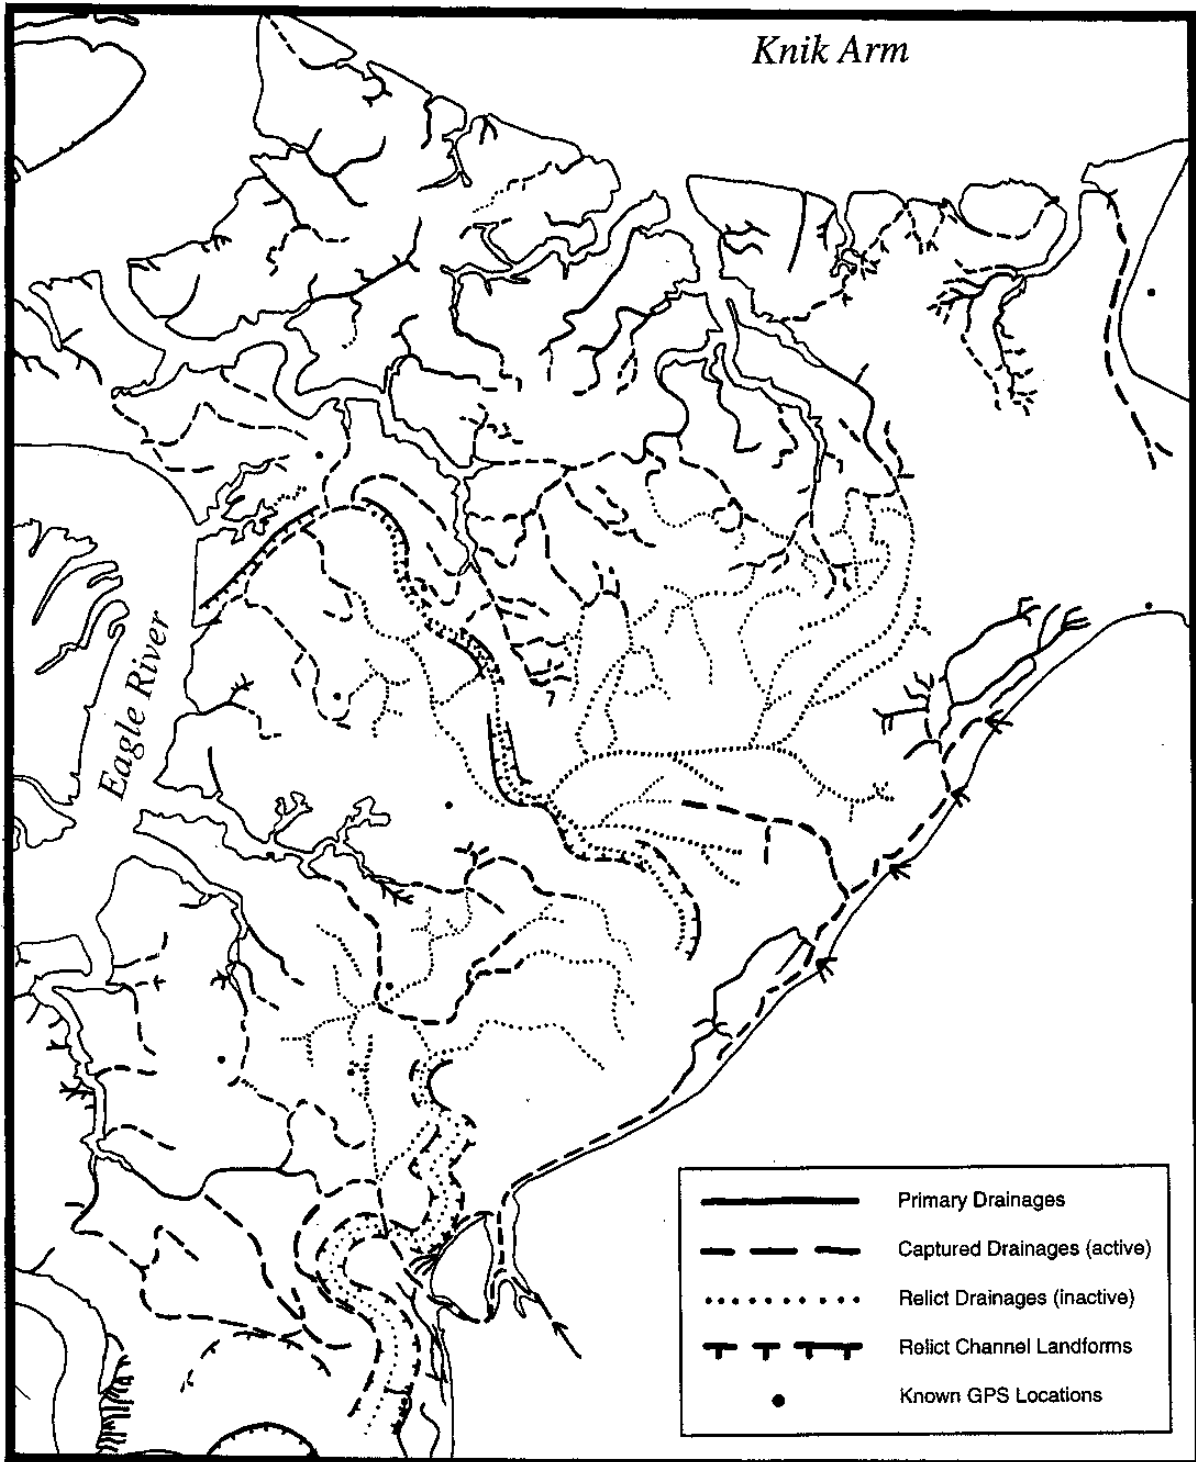 Knik Arm
Eagle River
Primary Drainages
Captured Drainages (active)
Relict Drainages (inactive)
Relict Channel Landforms
Known GPS Locations